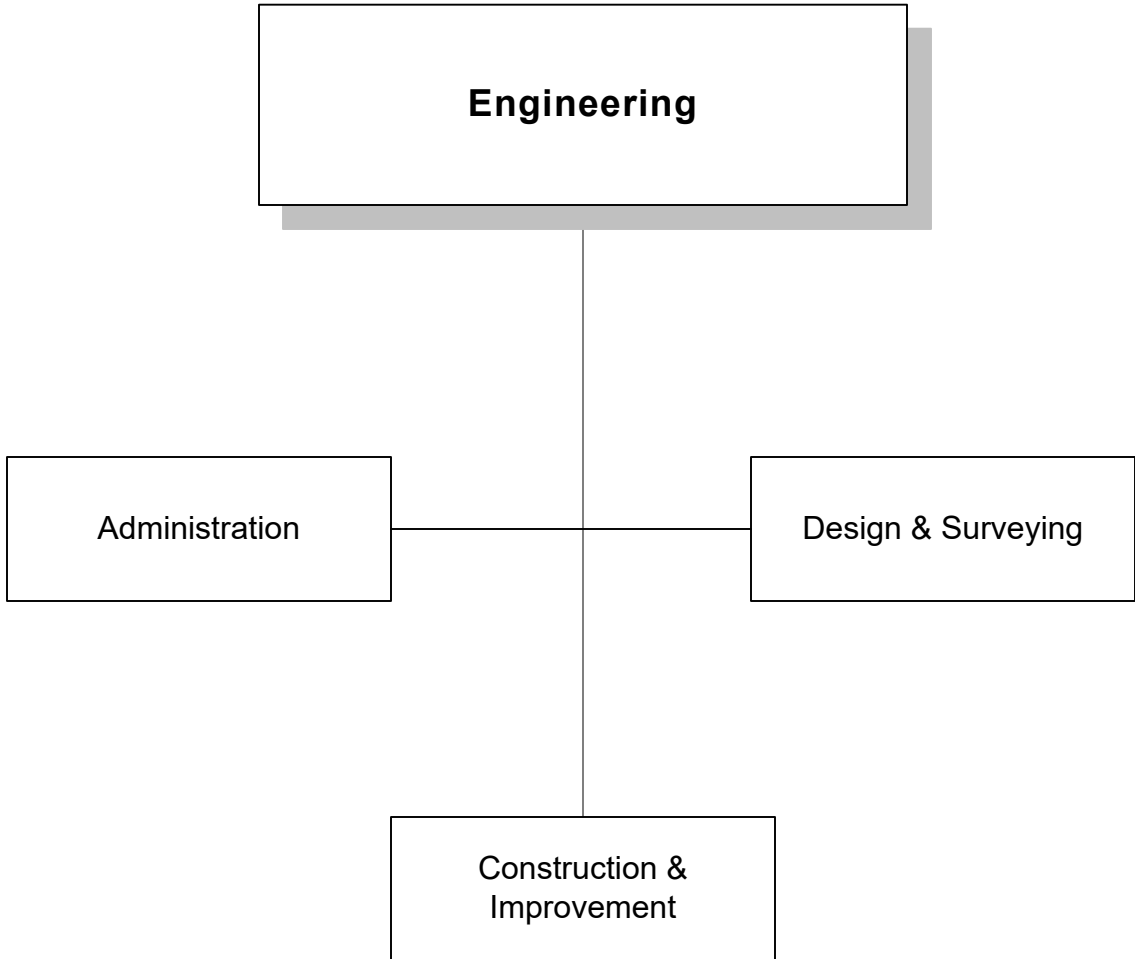 Engineering
Administration
Design & Surveying
Construction &
Improvement